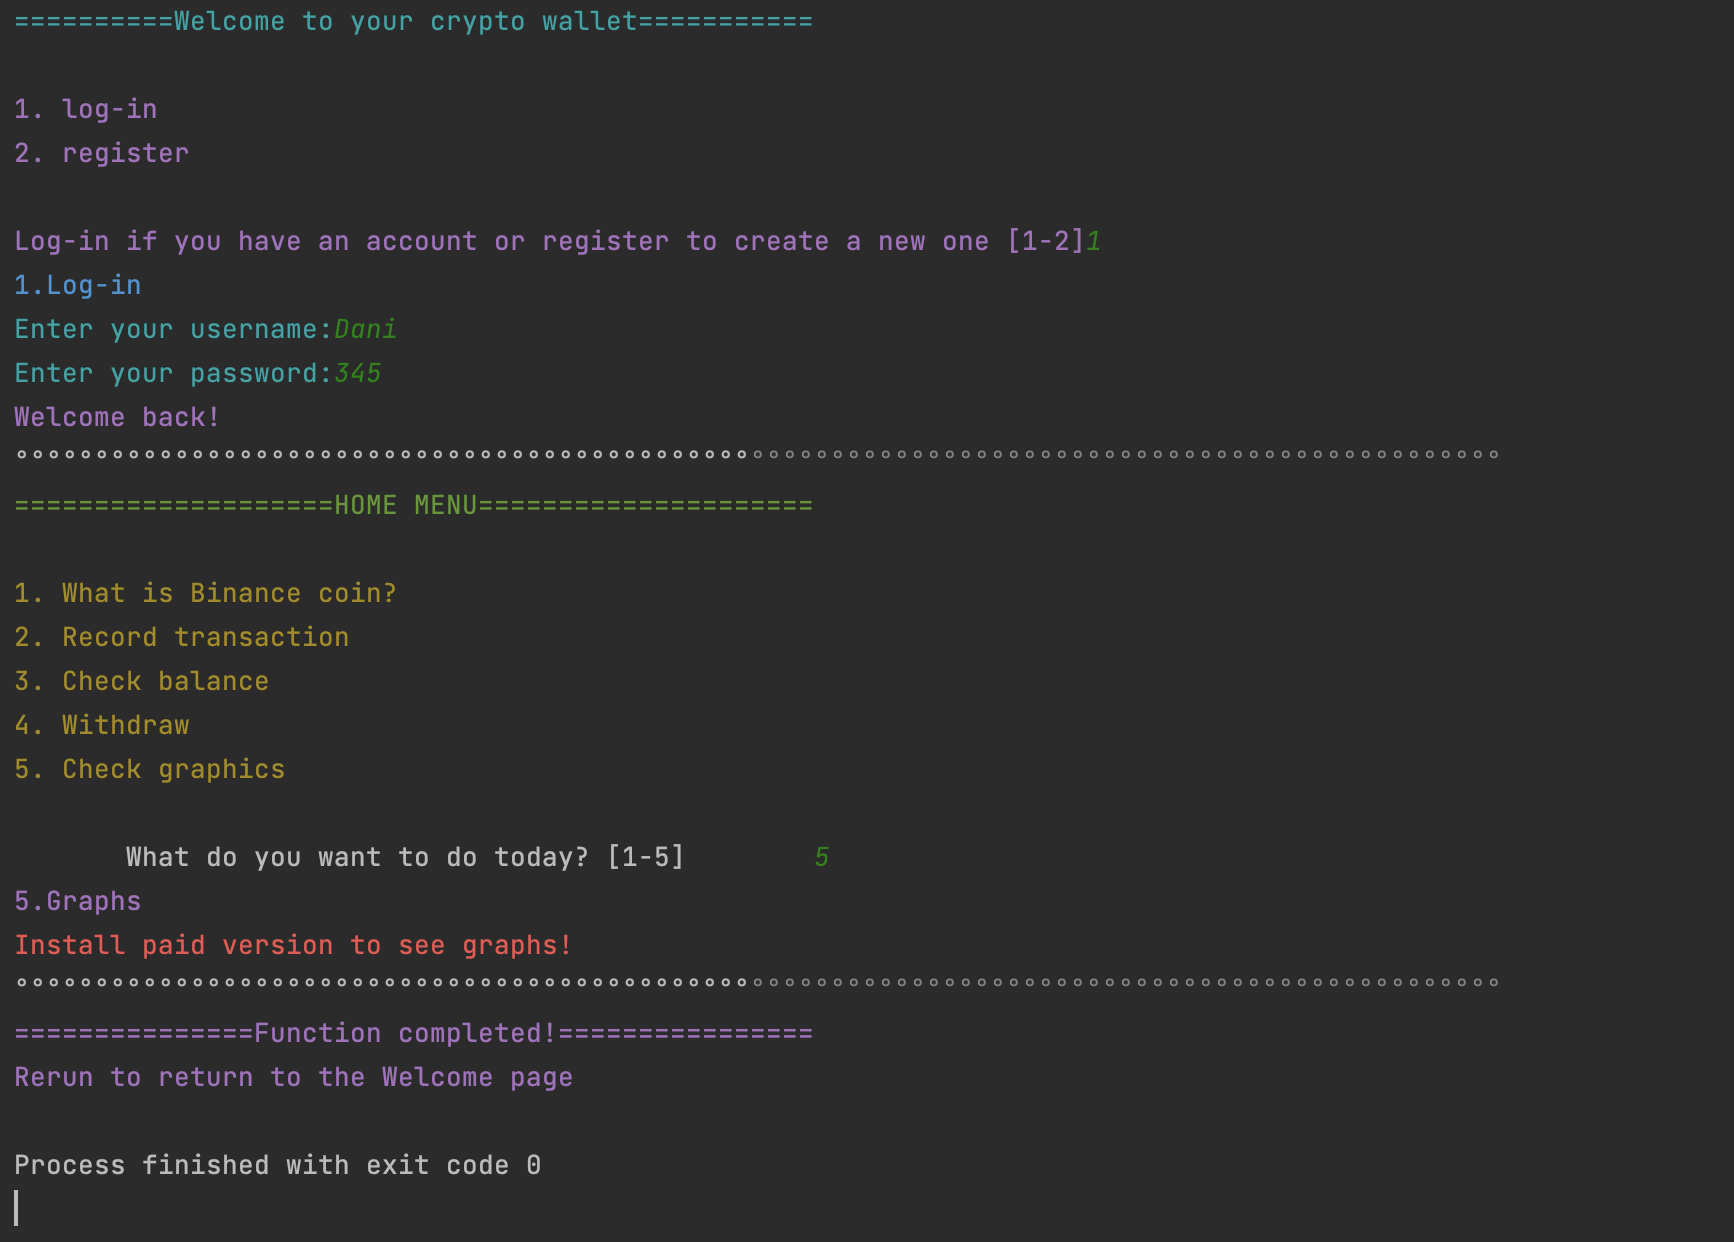 ==========Welcome to your crypto wallet===========
1. log-in
2. register
Log-in if you have an account or register to create a new one [1-2]1
1.Log-in
Enter your username:Dani
Enter your password:345
Welcome back!
====================HOME MENU=====================
1. What is Binance coin?
2. Record transaction
3. Check balance
4. Withdraw
5. Check graphics
What do you want to do today? [1-5] 5
5.Graphs
Install paid version to see graphs!
===============Function completed!================
Rerun to return to the Welcome page
Process finished with exit code 0